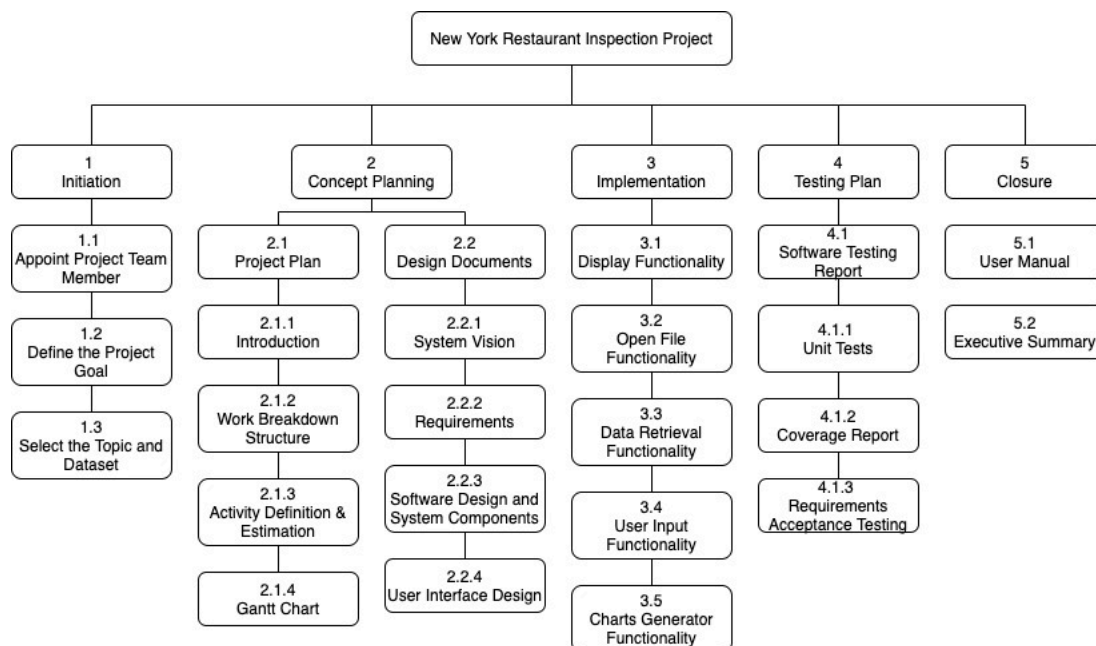 New York Restaurant Inspection Project
1
Initiation
2
Concept Planning
3
Implementation
4
Testing Plan
5
Closure
1.1
Appoint Project Team
Member
1.2
Define the Project
Goal
1.3
Select the Topic and
Dataset
2.1
Project Plan
2.1.1
Introduction
2.1.2
Work Breakdown
Structure
2.1.3
Activity Definition &
Estimation
2.1.4
Gantt Chart
2.2
Design Documents
2.2.1
System Vision
2.2.2
Requirements
2.2.3
Software Design and
System Components
2.2.4
User Interface Design
3.1
Display Functionality
3.2
Open File
Functionality
3.3
Data Retrieval
Functionality
3.4
User Input
Functionality
3.5
Charts Generator
Functionality
4.1
Software Testing
Report
4.1.1
Unit Tests
4.1.2
Coverage Report
4.1.3
Requirements
Acceptance Testing
5.1
User Manual
5.2
Executive Summary